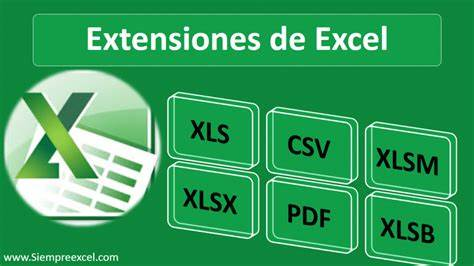 Extensiones de Excel
XLS
CSV
XLSM
XLSX
PDF
XLSB
www.Siempreexcel.com